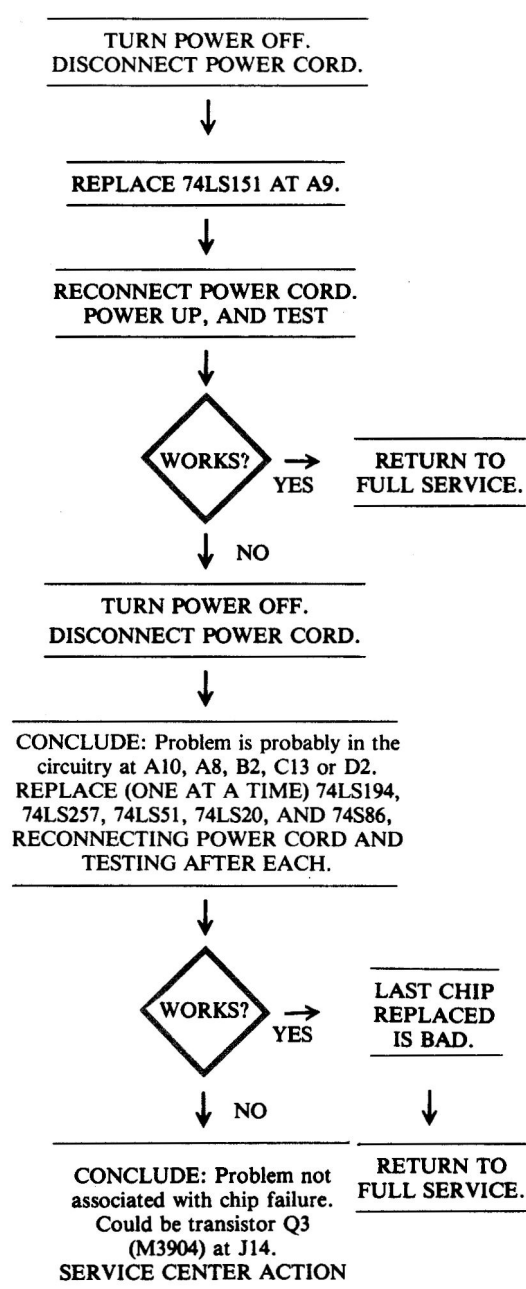 TURN POWER OFF.
DISCONNECT POWER CORD.
REPLACE 74LS151 AT A9.
RECONNECT POWER CORD.
POWER UP, AND TEST
WORKS?
YES
RETURN TO
FULL SERVICE.
NO
TURN POWER OFF.
DISCONNECT POWER CORD.
CONCLUDE: Problem is probably in the
circuitry at A10, A8, B2, C13 or D2.
REPLACE (ONE AT A TIME) 74LS194,
74LS257, 74LS51, 74LS20, AND 74S86,
RECONNECTING POWER CORD AND
TESTING AFTER EACH.
WORKS?
YES
LAST CHIP
REPLACED
IS BAD.
NO
RETURN TO
FULL SERVICE.
CONCLUDE: Problem not
associated with chip failure.
Could be transistor Q3
(M3904) at J14.
SERVICE CENTER ACTION